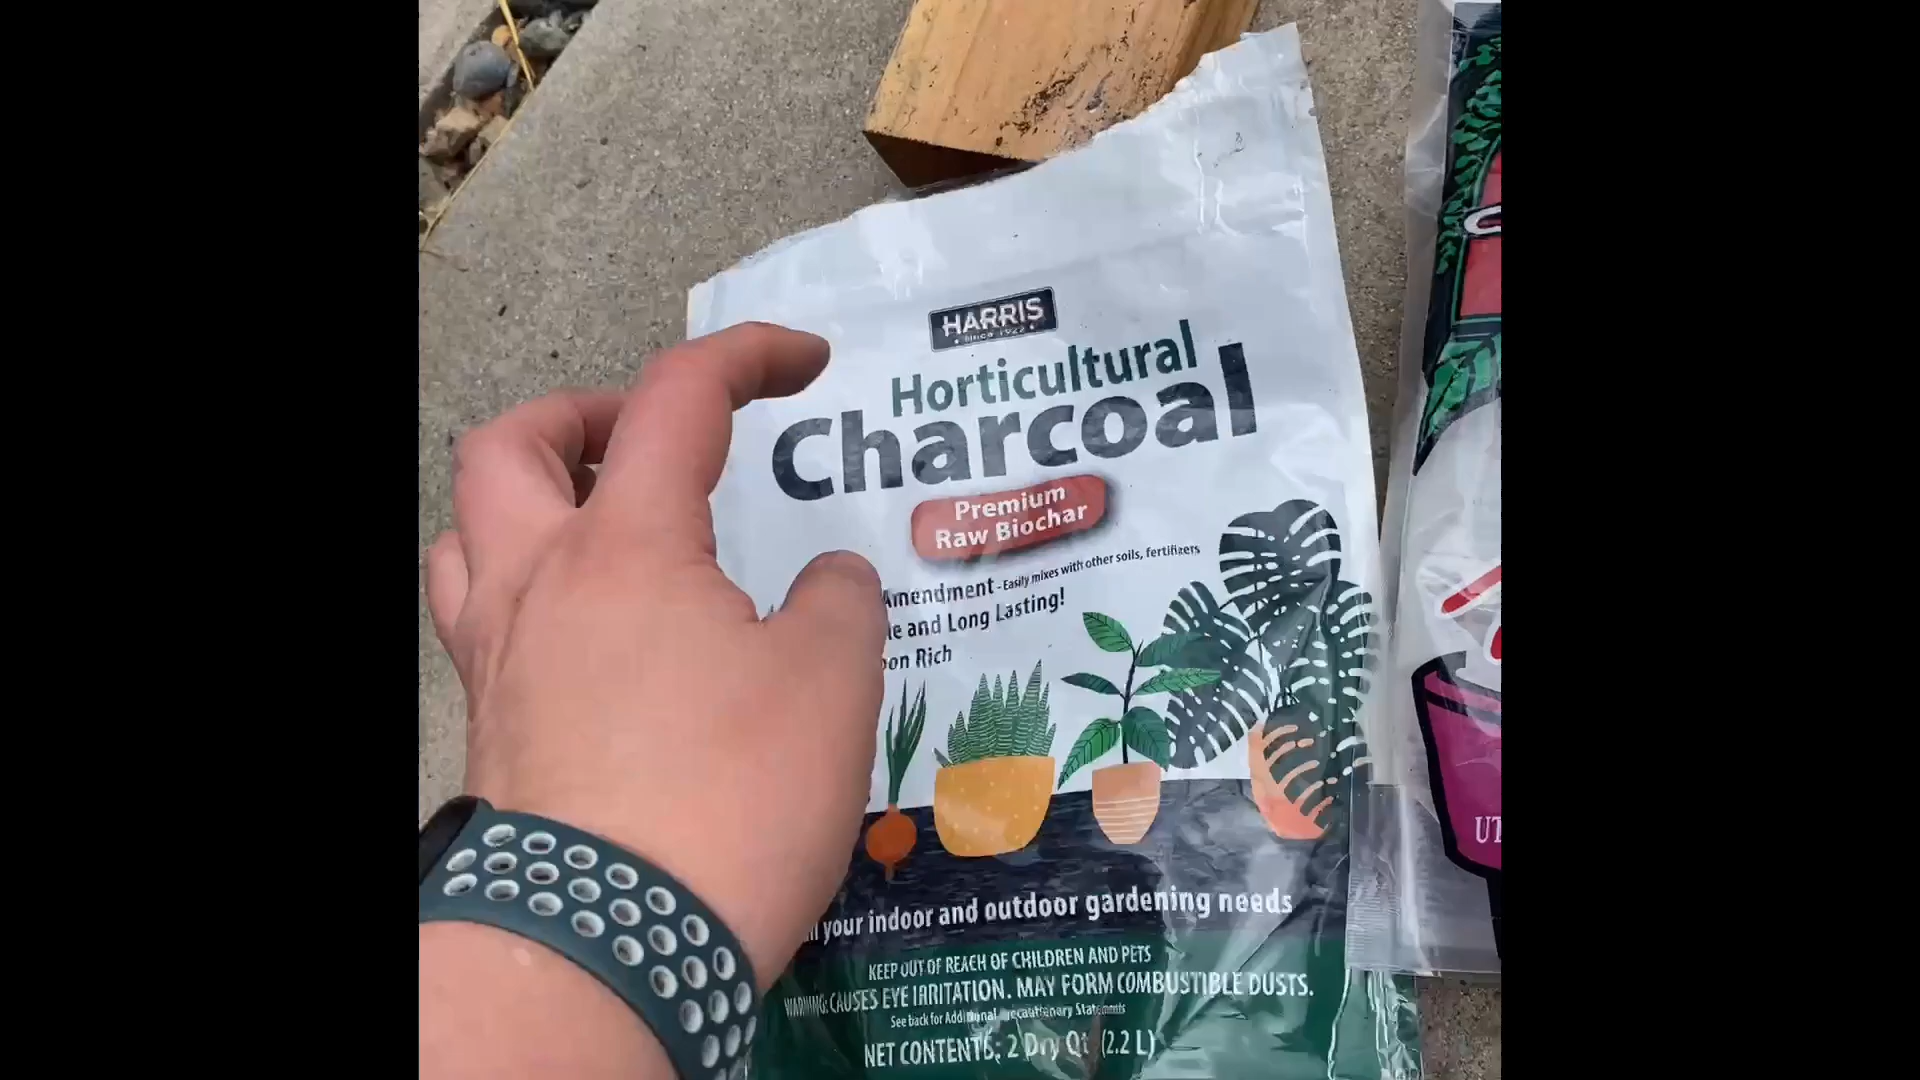 HARRIS
Since 1922
Horticultural
Charcoal
Premium
Raw Biochar
Amendment - Easily mixes with other soils, fertilizers
and Long Lasting!
Rich
your indoor and outdoor gardening needs
KEEP OUT OF REACH OF CHILDREN AND PETS
WARNING: CAUSES EYE IRRITATION. MAY FORM COMBUSTIBLE DUSTS.
See back for Additional Precautionary Statements
NET CONTENTS: 2 Dry Qt (2.2 L)